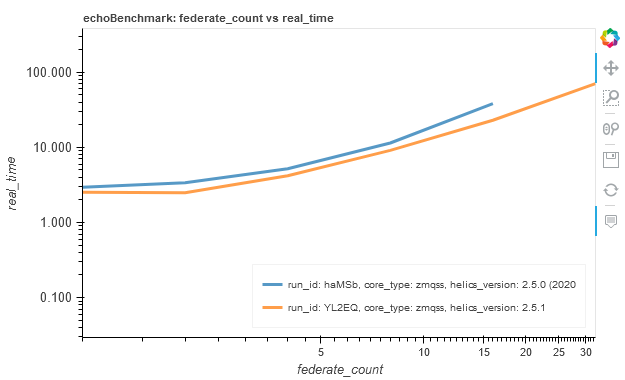 echoBenchmark: federate_count vs real_time
100.000
10.000
1.000
0.100
real_time
run_id: haMSb, core_type: zmqss, helics_version: 2.5.0 (2020
run_id: YL2EQ, core_type: zmqss, helics_version: 2.5.1
5
10
15
20
25
30
federate_count